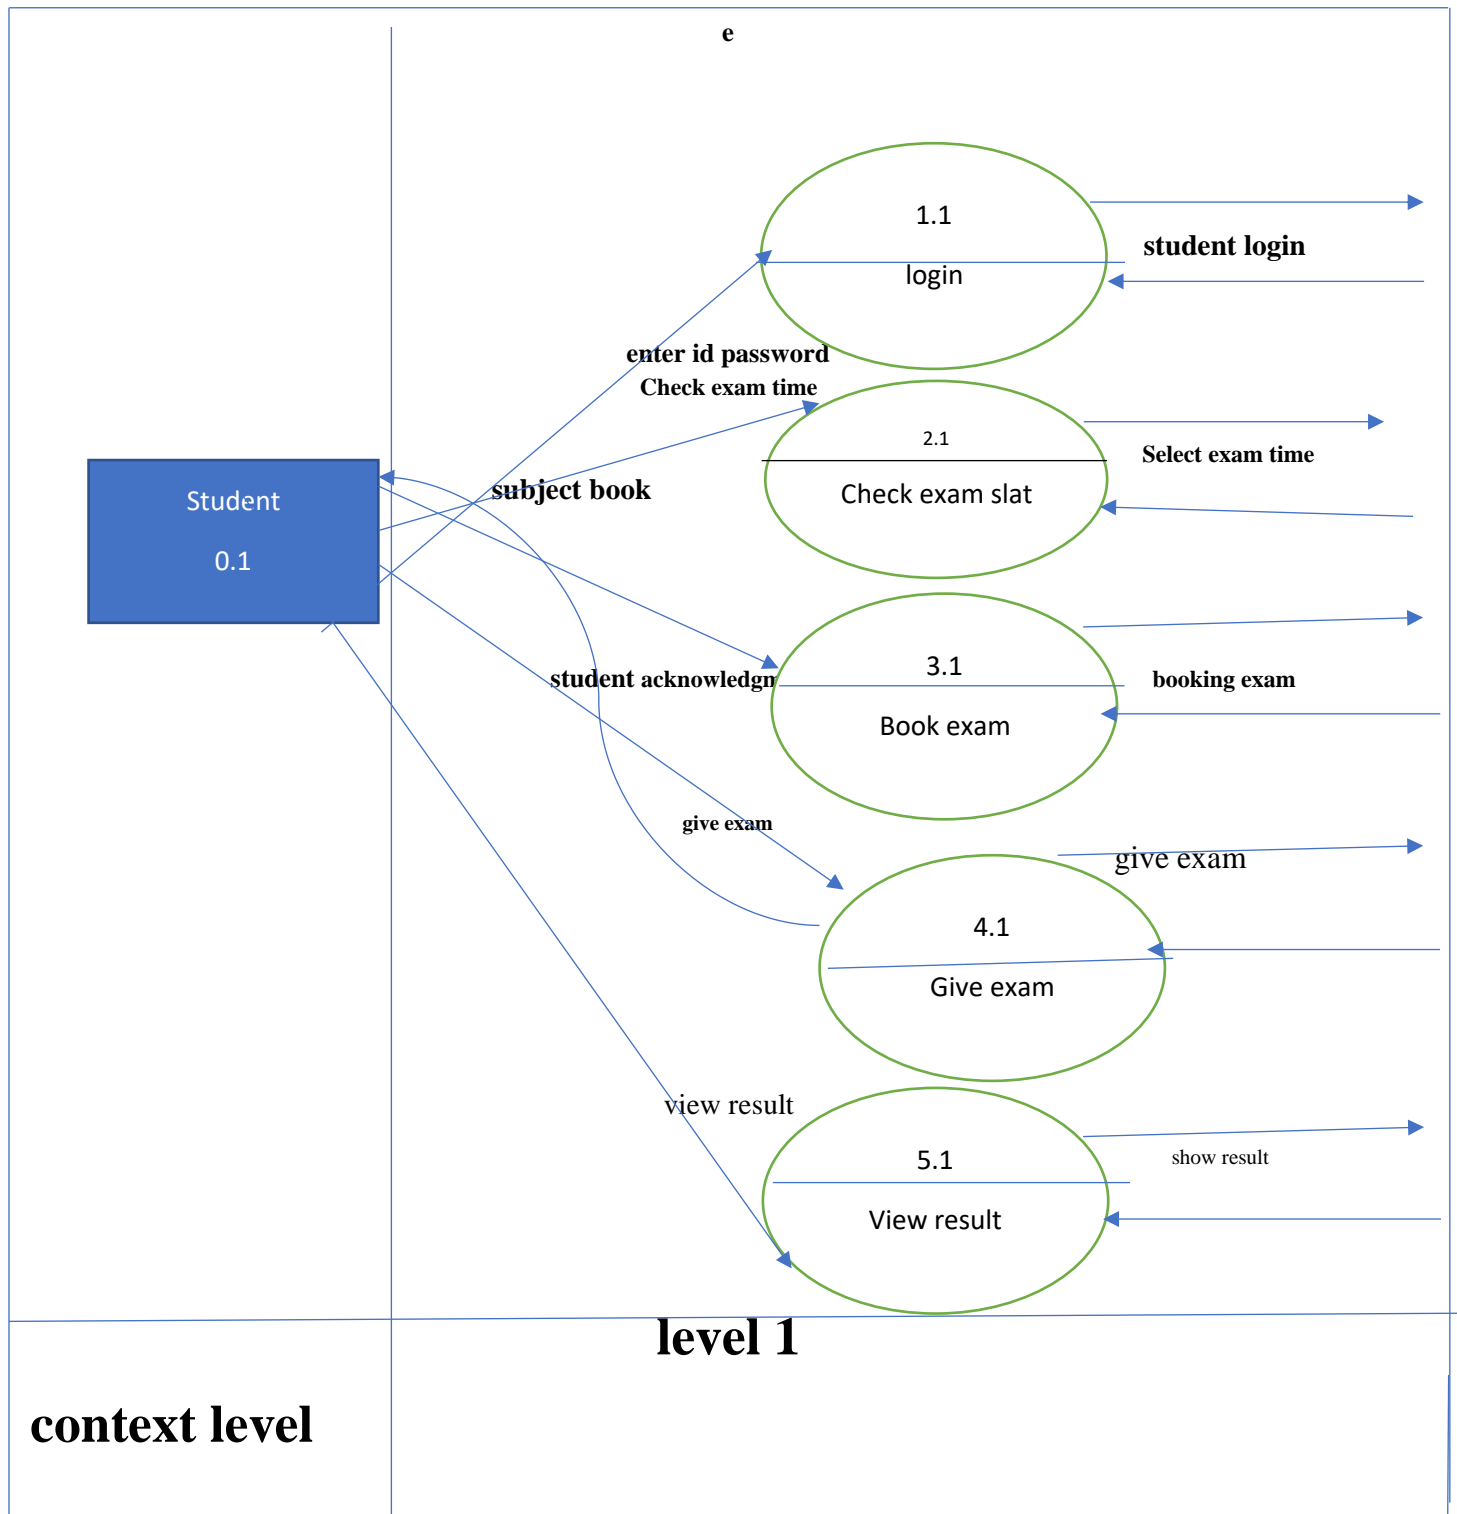 e
1.1
student login
login
enter id password
Check exam time
2.1
Select exam time
Check exam slat
Student
0.1
subject book
3.1
student acknowledgm
booking exam
Book exam
give exam
give exam
4.1
Give exam
view result
5.1
show result
View result
level 1
context level